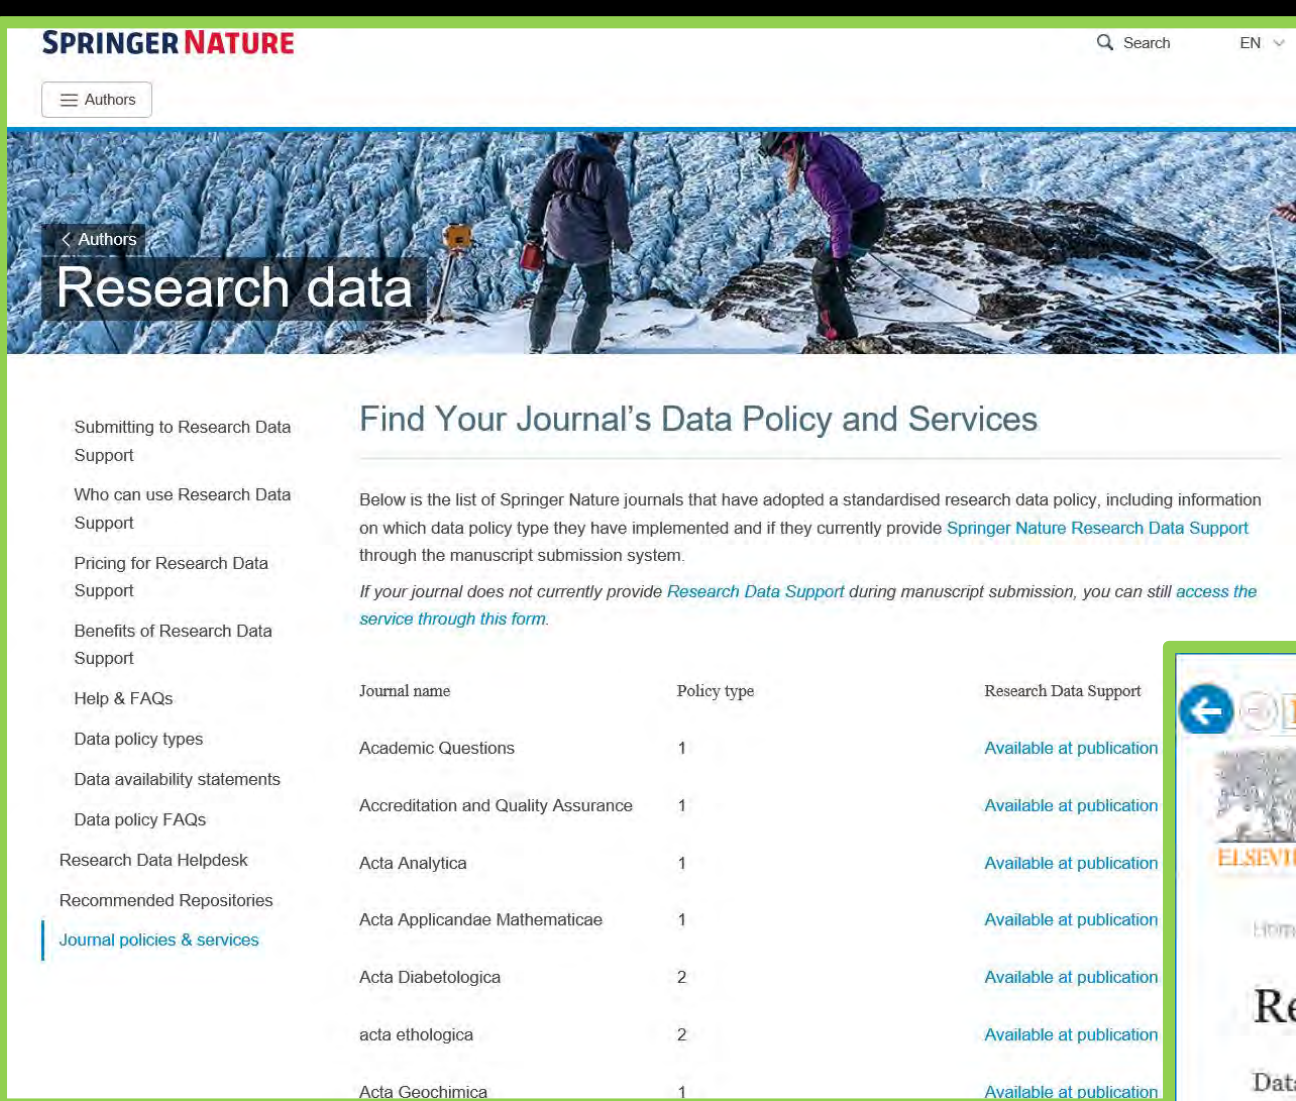 SPRINGER NATURE
Search
EN
Authors
< Authors
Research data
Submitting to Research Data
Support
Who can use Research Data
Support
Pricing for Research Data
Support
Benefits of Research Data
Support
Help & FAQs
Data policy types
Data availability statements
Data policy FAQs
Research Data Helpdesk
Recommended Repositories
Journal policies & services
Find Your Journal's Data Policy and Services
Below is the list of Springer Nature journals that have adopted a standardised research data policy, including information
on which data policy type they have implemented and if they currently provide Springer Nature Research Data Support
through the manuscript submission system.
If your journal does not currently provide Research Data Support during manuscript submission, you can still access the
service through this form.
Journal name Policy type Research Data Support
Academic Questions 1 Available at publication
Accreditation and Quality Assurance 1 Available at publication
Acta Analytica 1 Available at publication
Acta Applicandae Mathematicae 1 Available at publication
Acta Diabetologica 2 Available at publication
acta ethologica 2 Available at publication
Acta Geochimica 1 Available at publication